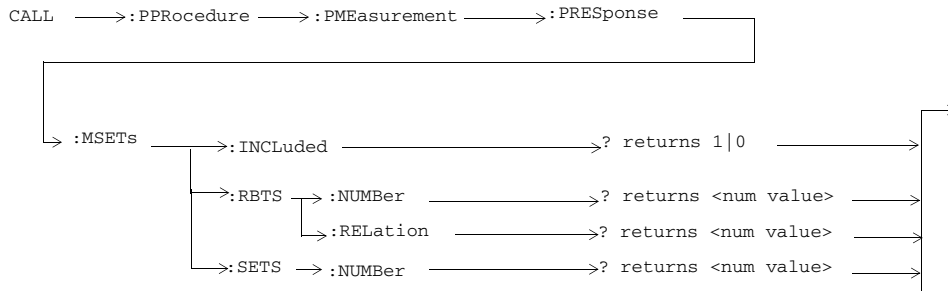 CALL :PPRocedure :PMEasurement :PRESponse
:MSETs :INCLuded ? returns 1|0
:RBTS :NUMBer ? returns <num value>
:RELation ? returns <num value>
:SETS :NUMBer ? returns <num value>